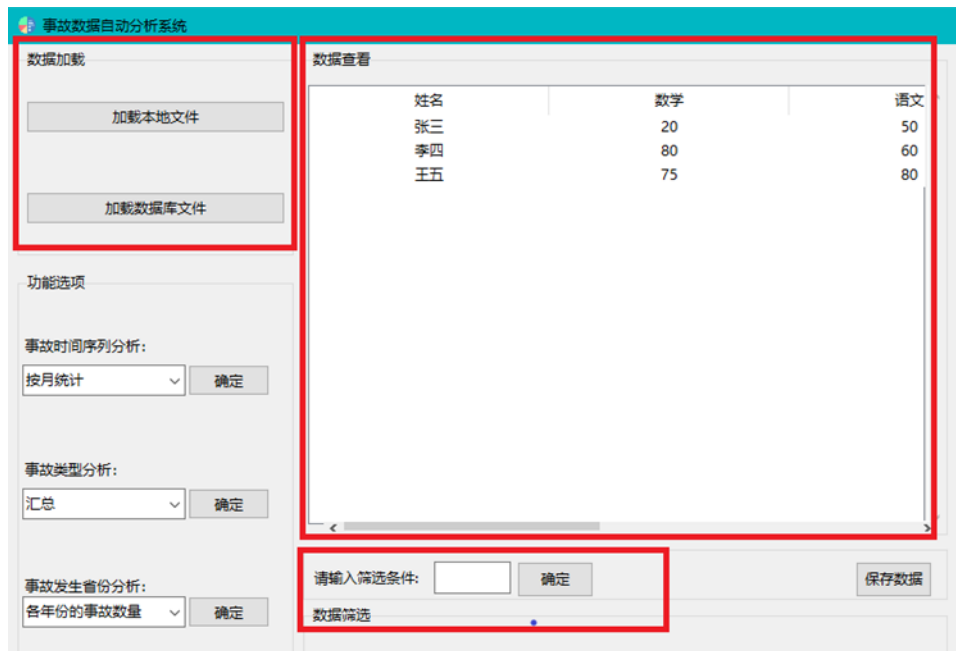 事故数据自动分析系统
数据加载
加载本地文件
加载数据库文件
功能选项
事故时间序列分析:
按月统计 确定
事故类型分析:
汇总 确定
事故发生省份分析:
各年份的事故数量 确定
数据查看
姓名 数学 语文
张三 20 50
李四 80 60
王五 75 80
请输入筛选条件: 确定 保存数据
数据筛选